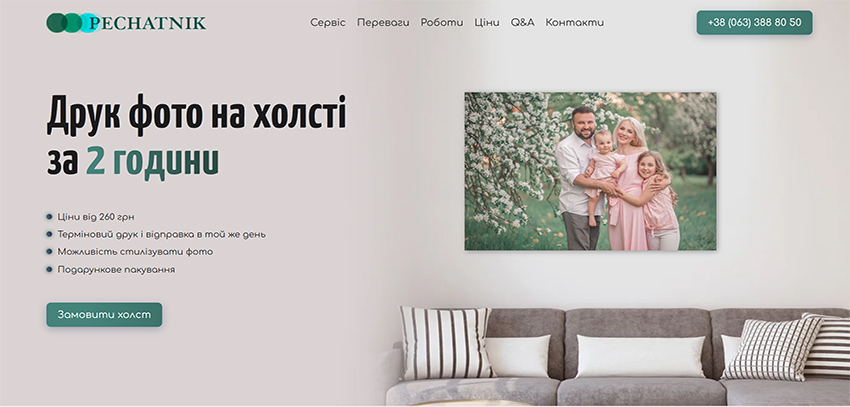 PECHATNIK
Сервіс Переваги Роботи Ціни Q&A Контакти
+38 (063) 388 80 50
Друк фото на холсті
за 2 години
Ціни від 260 грн
Терміновий друк і відправка в той же день
Можливість стилізувати фото
Подарункове пакування
Замовити холст